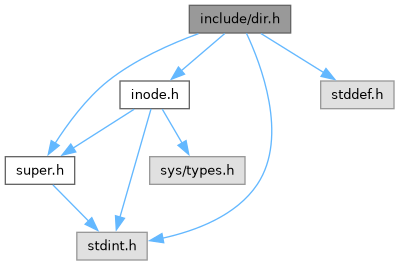 include/dir.h
inode.h
stddef.h
super.h
sys/types.h
stdint.h